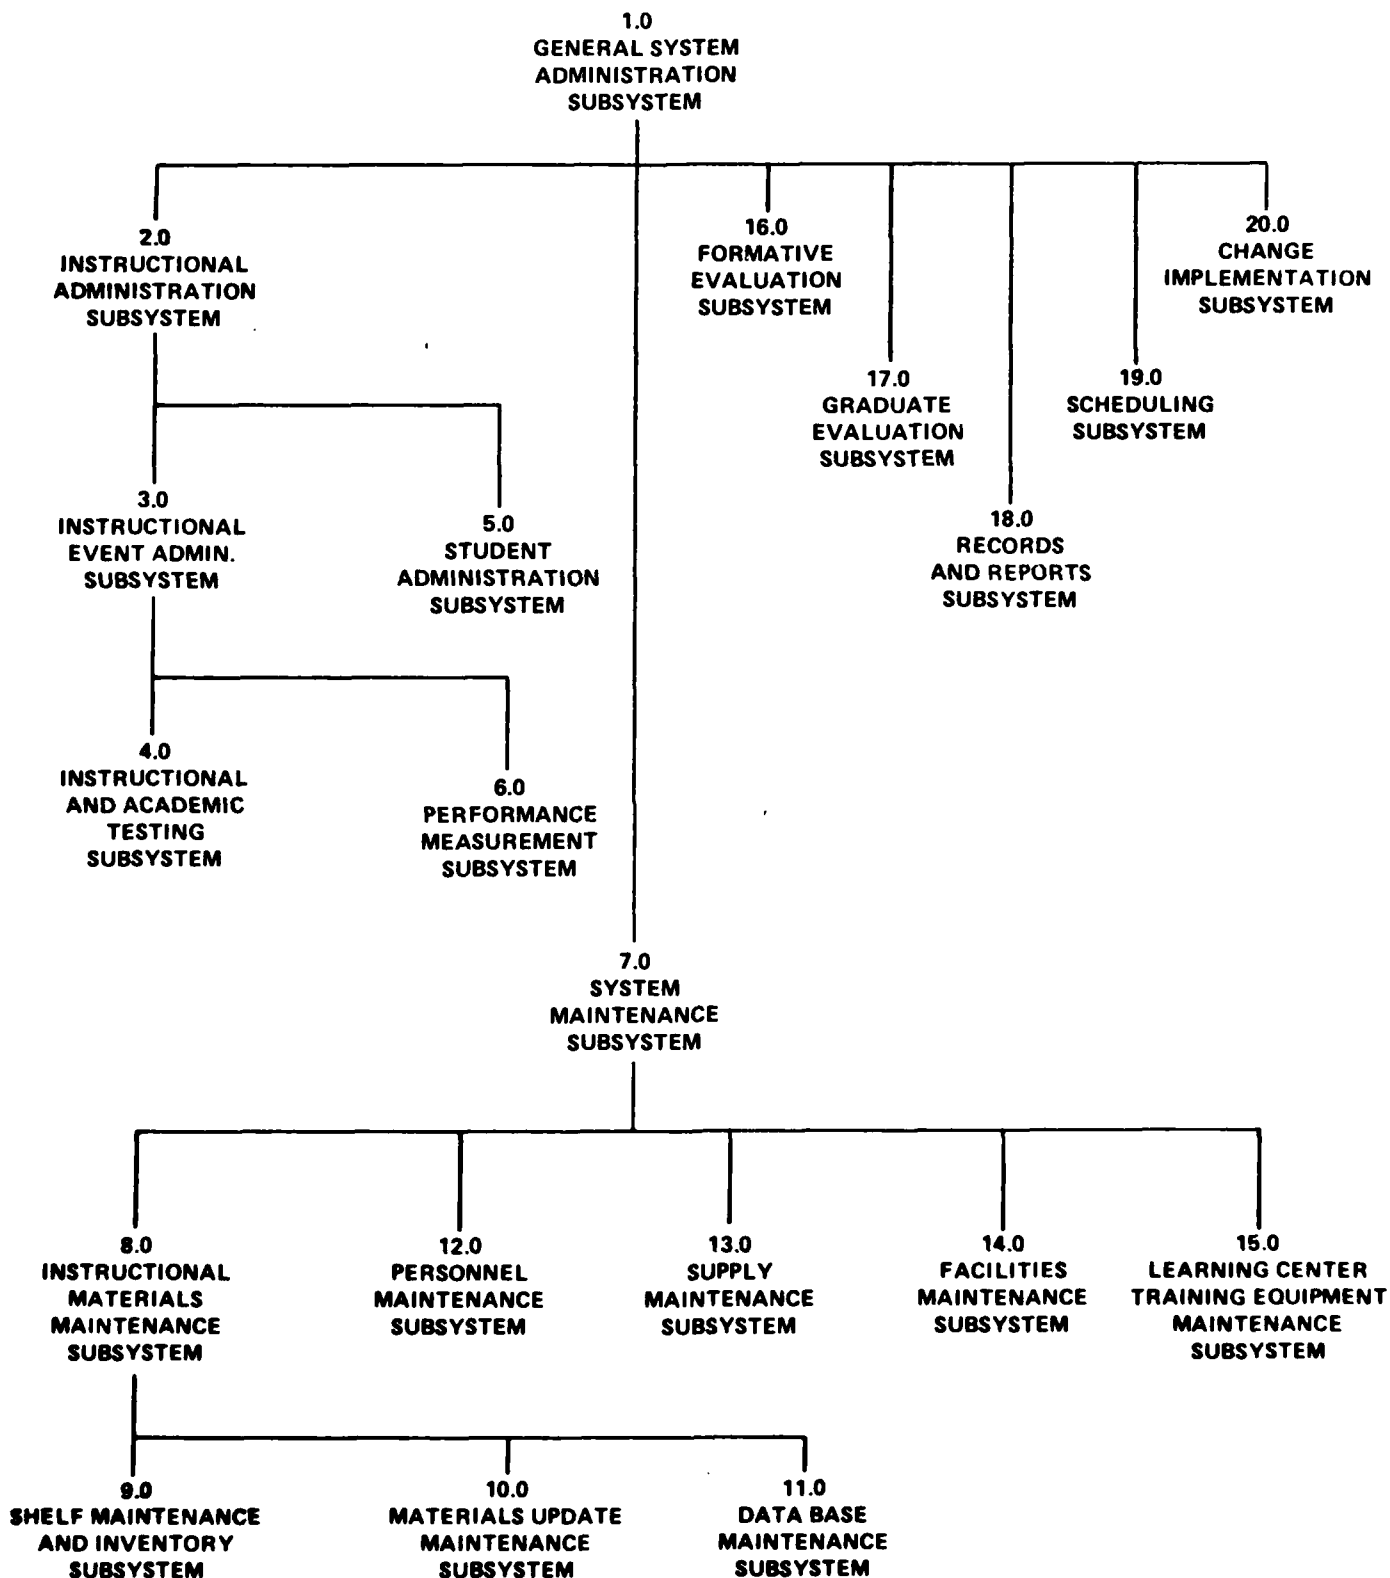 1.0
GENERAL SYSTEM
ADMINISTRATION
SUBSYSTEM
2.0
INSTRUCTIONAL
ADMINISTRATION
SUBSYSTEM
16.0
FORMATIVE
EVALUATION
SUBSYSTEM
20.0
CHANGE
IMPLEMENTATION
SUBSYSTEM
17.0
GRADUATE
EVALUATION
SUBSYSTEM
19.0
SCHEDULING
SUBSYSTEM
18.0
RECORDS
AND REPORTS
SUBSYSTEM
3.0
INSTRUCTIONAL
EVENT ADMIN.
SUBSYSTEM
5.0
STUDENT
ADMINISTRATION
SUBSYSTEM
4.0
INSTRUCTIONAL
AND ACADEMIC
TESTING
SUBSYSTEM
6.0
PERFORMANCE
MEASUREMENT
SUBSYSTEM
7.0
SYSTEM
MAINTENANCE
SUBSYSTEM
8.0
INSTRUCTIONAL
MATERIALS
MAINTENANCE
SUBSYSTEM
12.0
PERSONNEL
MAINTENANCE
SUBSYSTEM
13.0
SUPPLY
MAINTENANCE
SUBSYSTEM
14.0
FACILITIES
MAINTENANCE
SUBSYSTEM
15.0
LEARNING CENTER
TRAINING EQUIPMENT
MAINTENANCE
SUBSYSTEM
9.0
SHELF MAINTENANCE
AND INVENTORY
SUBSYSTEM
10.0
MATERIALS UPDATE
MAINTENANCE
SUBSYSTEM
11.0
DATA BASE
MAINTENANCE
SUBSYSTEM